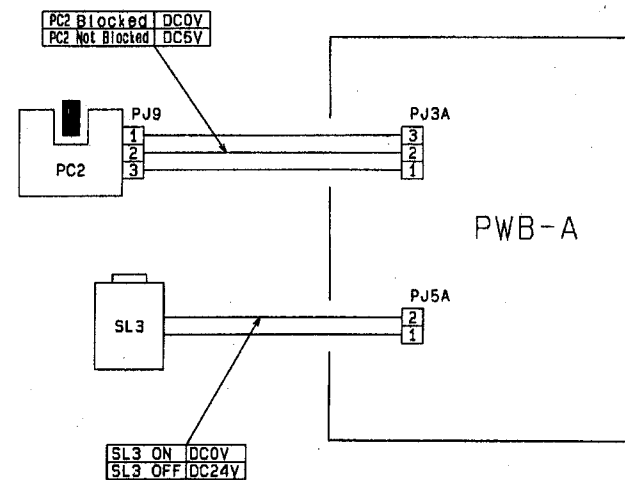 PC2 Blocked DC0V
PC2 Not Blocked DC5V
PJ9
PJ3A
1
2
3
3
2
1
PC2
PWB-A
PJ5A
SL3
2
1
SL3 ON DC0V
SL3 OFF DC24V